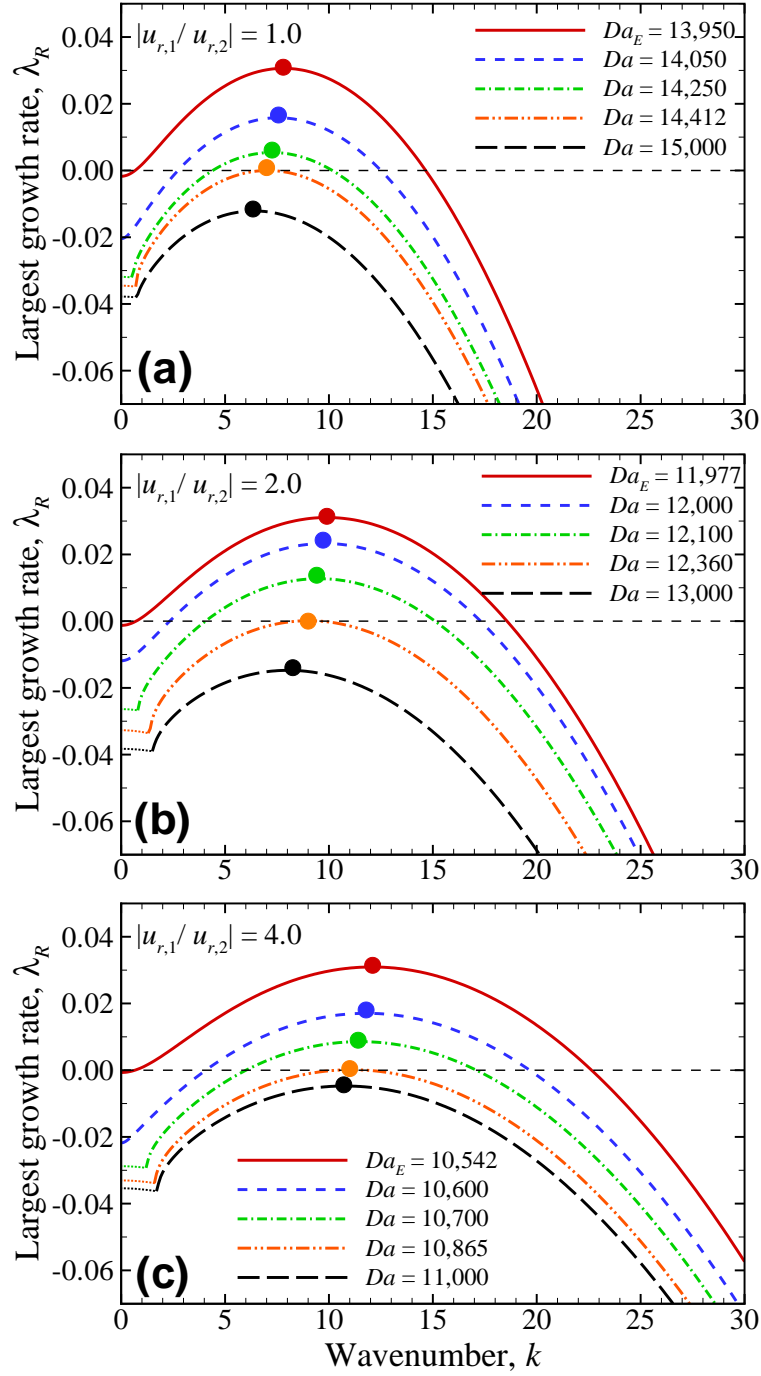 |u_{r,1}/ u_{r,2}| = 1.0
Da_E = 13,950
Da = 14,050
Da = 14,250
Da = 14,412
Da = 15,000
Largest growth rate, λ_R
0.04
0.02
0.00
-0.02
-0.04
-0.06
(a)
0 5 10 15 20 25 30
|u_{r,1}/ u_{r,2}| = 2.0
Da_E = 11,977
Da = 12,000
Da = 12,100
Da = 12,360
Da = 13,000
Largest growth rate, λ_R
0.04
0.02
0.00
-0.02
-0.04
-0.06
(b)
0 5 10 15 20 25 30
|u_{r,1}/ u_{r,2}| = 4.0
Largest growth rate, λ_R
0.04
0.02
0.00
-0.02
-0.04
-0.06
Da_E = 10,542
Da = 10,600
Da = 10,700
Da = 10,865
Da = 11,000
(c)
0 5 10 15 20 25 30
Wavenumber, k